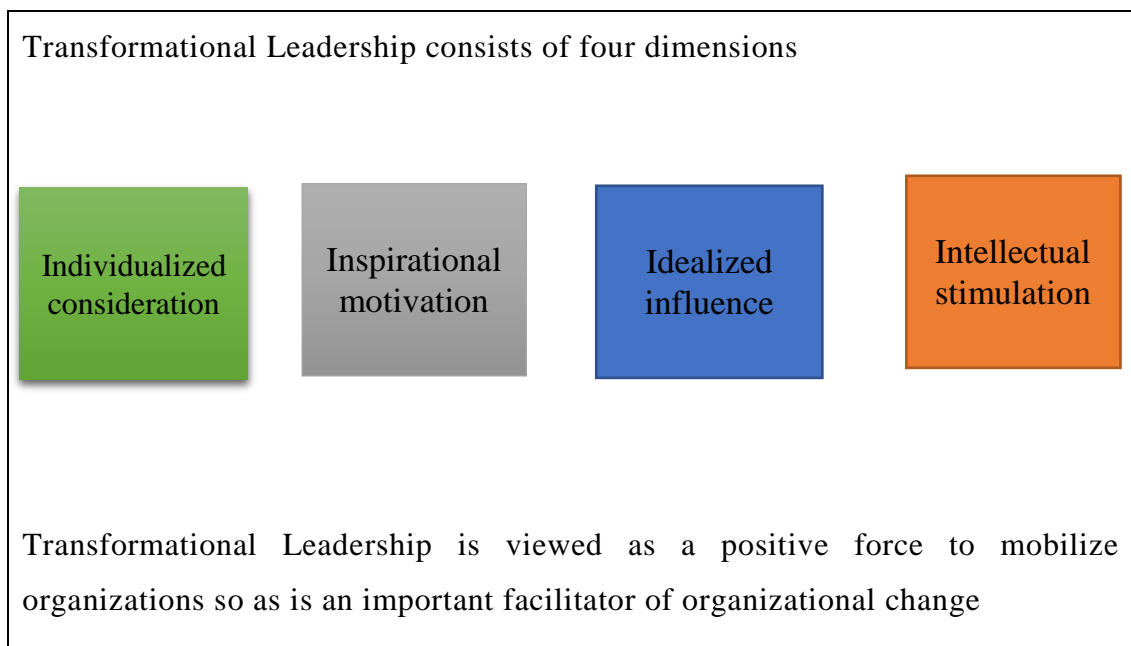 Transformational Leadership consists of four dimensions
Individualized
consideration
Inspirational
motivation
Idealized
influence
Intellectual
stimulation
Transformational Leadership is viewed as a positive force to mobilize
organizations so as is an important facilitator of organizational change